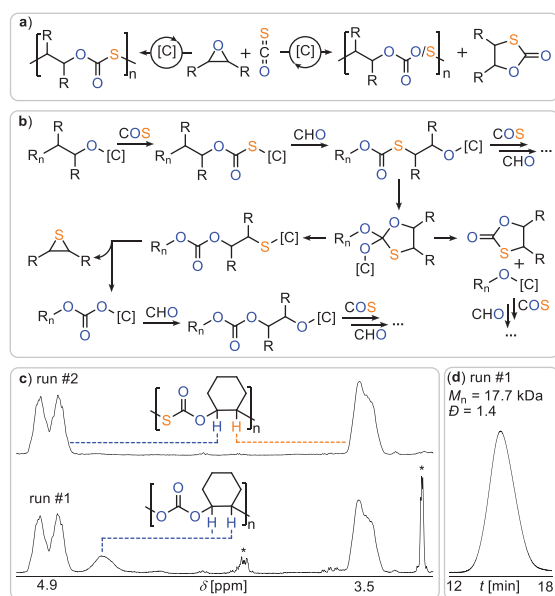 a)
R O S n
R O
[C]
O
R R
+
S
C
O
[C]
R O O/S n
R O
+
R S
R O O
b)
R COS R CHO R COS
Rn O [C] Rn O S [C] Rn O S O [C] CHO ...
R R O R O R
S R O R R
R R Rn O O S [C] Rn O O S R O O S R
O R O [C] +
Rn O [C]
Rn O O [C] CHO Rn O O R O [C] COS ... CHO COS
O O R CHO ...
c) run #2
S O O n
H H
run #1
O O O n
H H
*
*
4.9 δ [ppm] 3.5
(d) run #1
Mn = 17.7 kDa
Đ = 1.4
12 t [min] 18